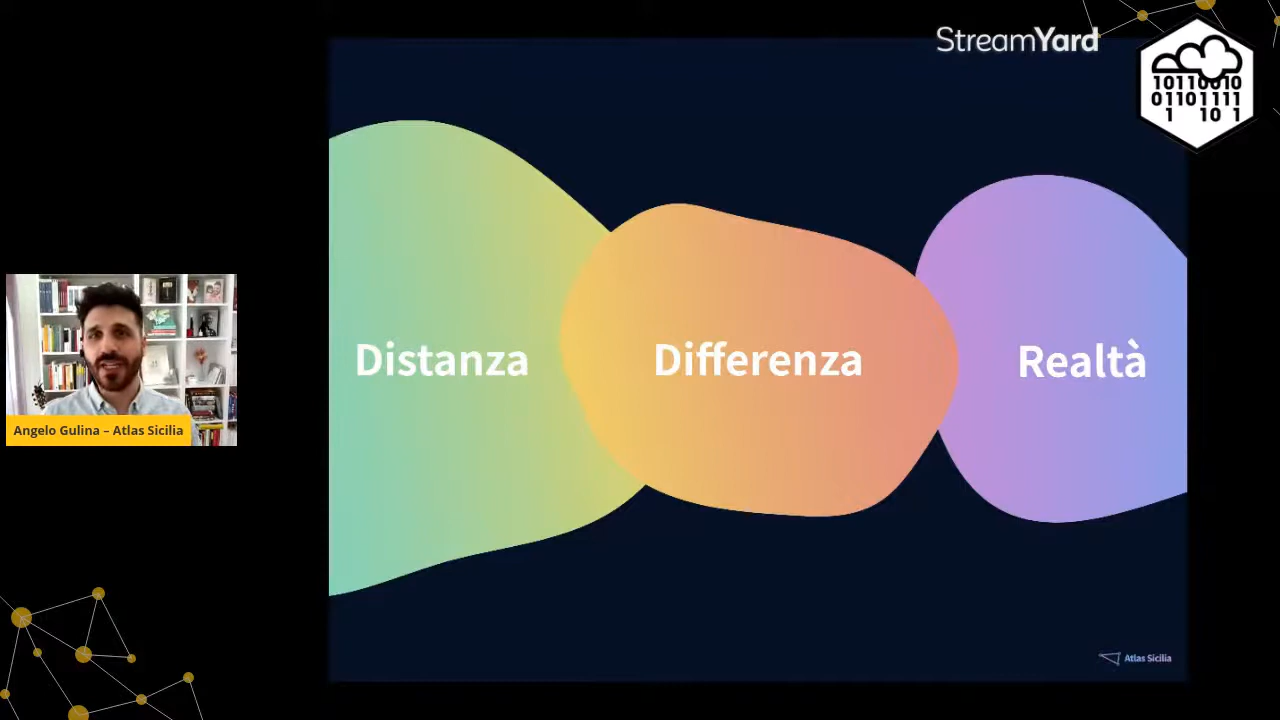 StreamYard
10110010
01101111
1 10 1
Distanza
Differenza
Realtà
Angelo Gulina – Atlas Sicilia
Atlas Sicilia